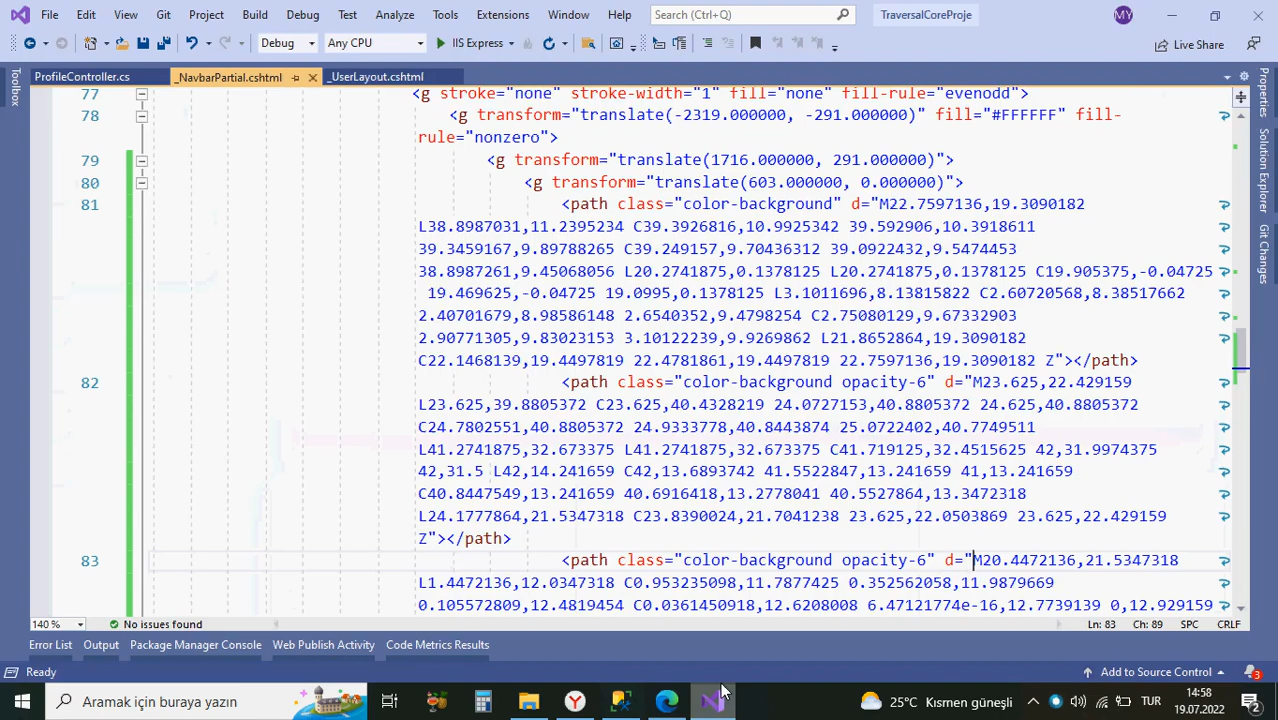 File Edit View Git Project Build Debug Test Analyze Tools Extensions Window Help Search (Ctrl+Q) TraversalCoreProje MY
Debug Any CPU IIS Express Live Share
Toolbox
ProfileController.cs _NavbarPartial.cshtml _UserLayout.cshtml
77 <g stroke="none" stroke-width="1" fill="none" fill-rule="evenodd">
78 <g transform="translate(-2319.000000, -291.000000)" fill="#FFFFFF" fill-
rule="nonzero">
79 <g transform="translate(1716.000000, 291.000000)">
80 <g transform="translate(603.000000, 0.000000)">
81 <path class="color-background" d="M22.7597136,19.3090182
L38.8987031,11.2395234 C39.3926816,10.9925342 39.592906,10.3918611
39.3459167,9.89788265 C39.249157,9.70436312 39.0922432,9.5474453
38.8987261,9.45068056 L20.2741875,0.1378125 L20.2741875,0.1378125 C19.905375,-0.04725
19.469625,-0.04725 19.0995,0.1378125 L3.1011696,8.13815822 C2.60720568,8.38517662
2.40701679,8.98586148 2.6540352,9.4798254 C2.75080129,9.67332903
2.90771305,9.83023153 3.10122239,9.9269862 L21.8652864,19.3090182
C22.1468139,19.4497819 22.4781861,19.4497819 22.7597136,19.3090182 Z"></path>
82 <path class="color-background opacity-6" d="M23.625,22.429159
L23.625,39.8805372 C23.625,40.4328219 24.0727153,40.8805372 24.625,40.8805372
C24.7802551,40.8805372 24.9333778,40.8443874 25.0722402,40.7749511
L41.2741875,32.673375 L41.2741875,32.673375 C41.719125,32.4515625 42,31.9974375
42,31.5 L42,14.241659 C42,13.6893742 41.5522847,13.241659 41,13.241659
C40.8447549,13.241659 40.6916418,13.2778041 40.5527864,13.3472318
L24.1777864,21.5347318 C23.8390024,21.7041238 23.625,22.0503869 23.625,22.429159
Z"></path>
83 <path class="color-background opacity-6" d="M20.4472136,21.5347318
L1.4472136,12.0347318 C0.953235098,11.7877425 0.352562058,11.9879669
0.105572809,12.4819454 C0.0361450918,12.6208008 6.47121774e-16,12.7739139 0,12.929159
Properties
Solution Explorer
Git Changes
140 % No issues found Ln: 83 Ch: 89 SPC CRLF
Error List Output Package Manager Console Web Publish Activity Code Metrics Results
Ready Add to Source Control 3
Aramak için buraya yazın 25°C Kısmen güneşli TUR 14:58
19.07.2022 2